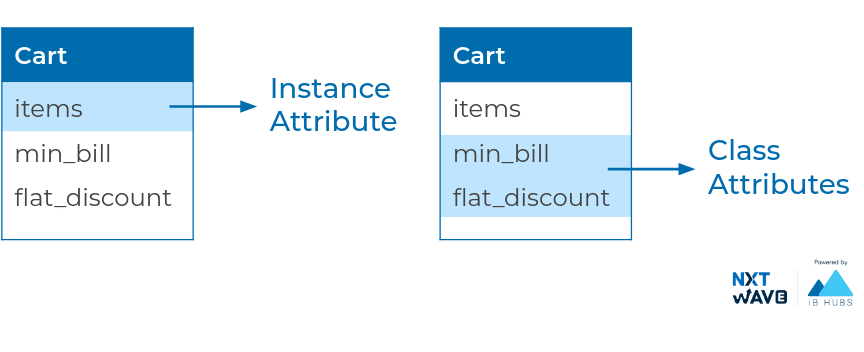 Cart
items
min_bill
flat_discount
Instance
Attribute
Cart
items
min_bill
flat_discount
Class
Attributes
NXT
WAVE
Powered by
iB HUBS